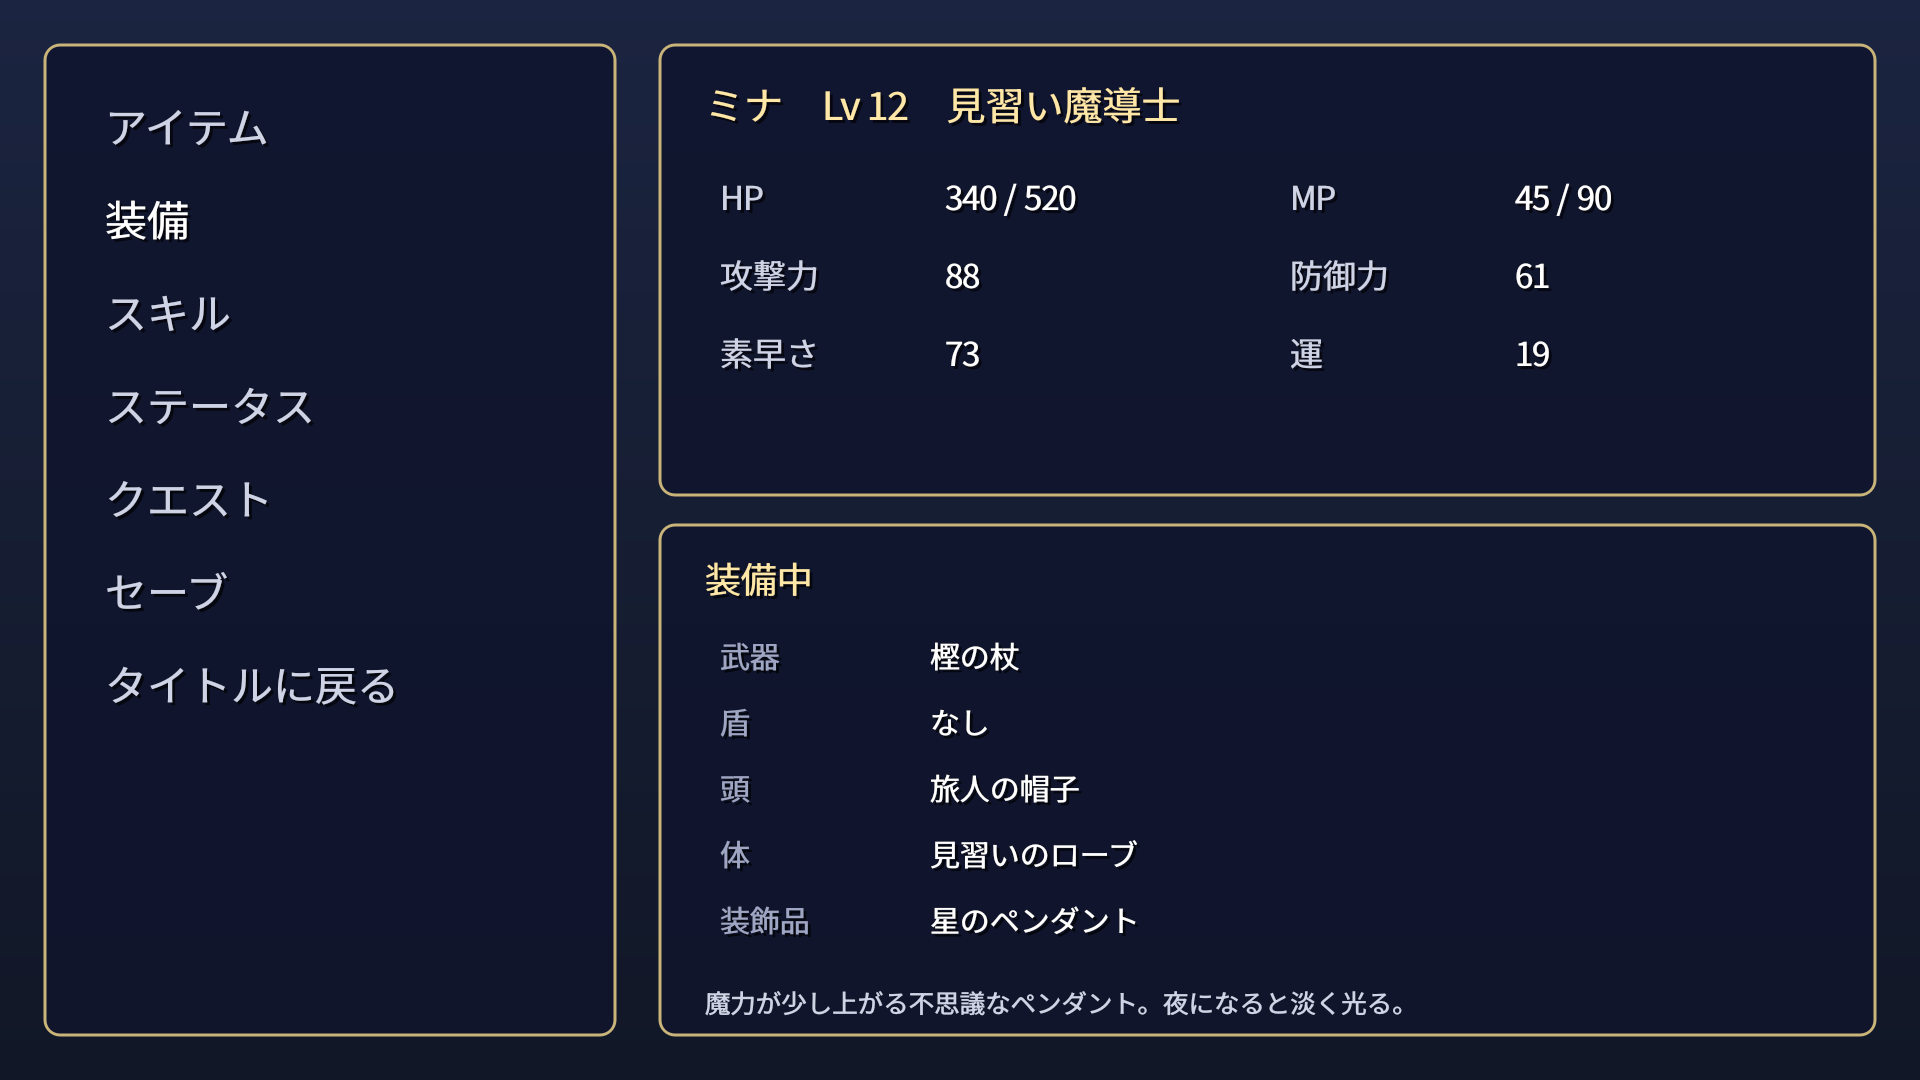 アイテム
装備
スキル
ステータス
クエスト
セーブ
タイトルに戻る
ミナ　Lv 12　見習い魔導士
HP 340 / 520 MP 45 / 90
攻撃力 88 防御力 61
素早さ 73 運 19
装備中
武器 樫の杖
盾 なし
頭 旅人の帽子
体 見習いのローブ
装飾品 星のペンダント
魔力が少し上がる不思議なペンダント。夜になると淡く光る。